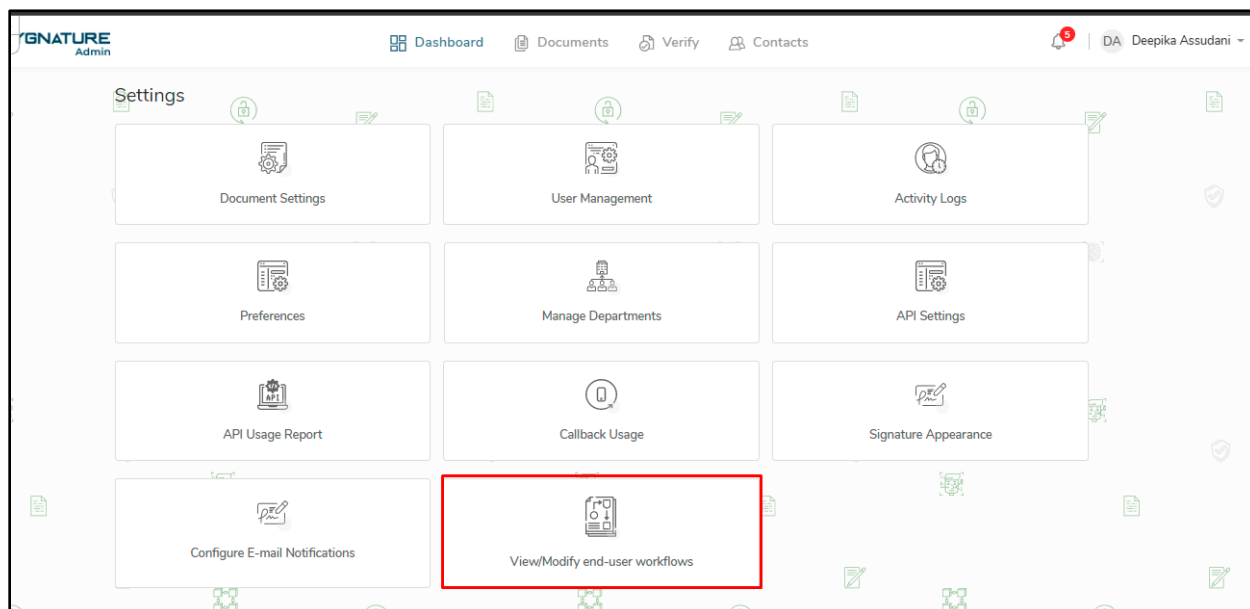 YGNATURE
Admin
Dashboard
Documents
Verify
Contacts
5
DA
Deepika Assudani
Settings
Document Settings
User Management
Activity Logs
Preferences
Manage Departments
API Settings
API
API Usage Report
Callback Usage
Signature Appearance
Configure E-mail Notifications
View/Modify end-user workflows